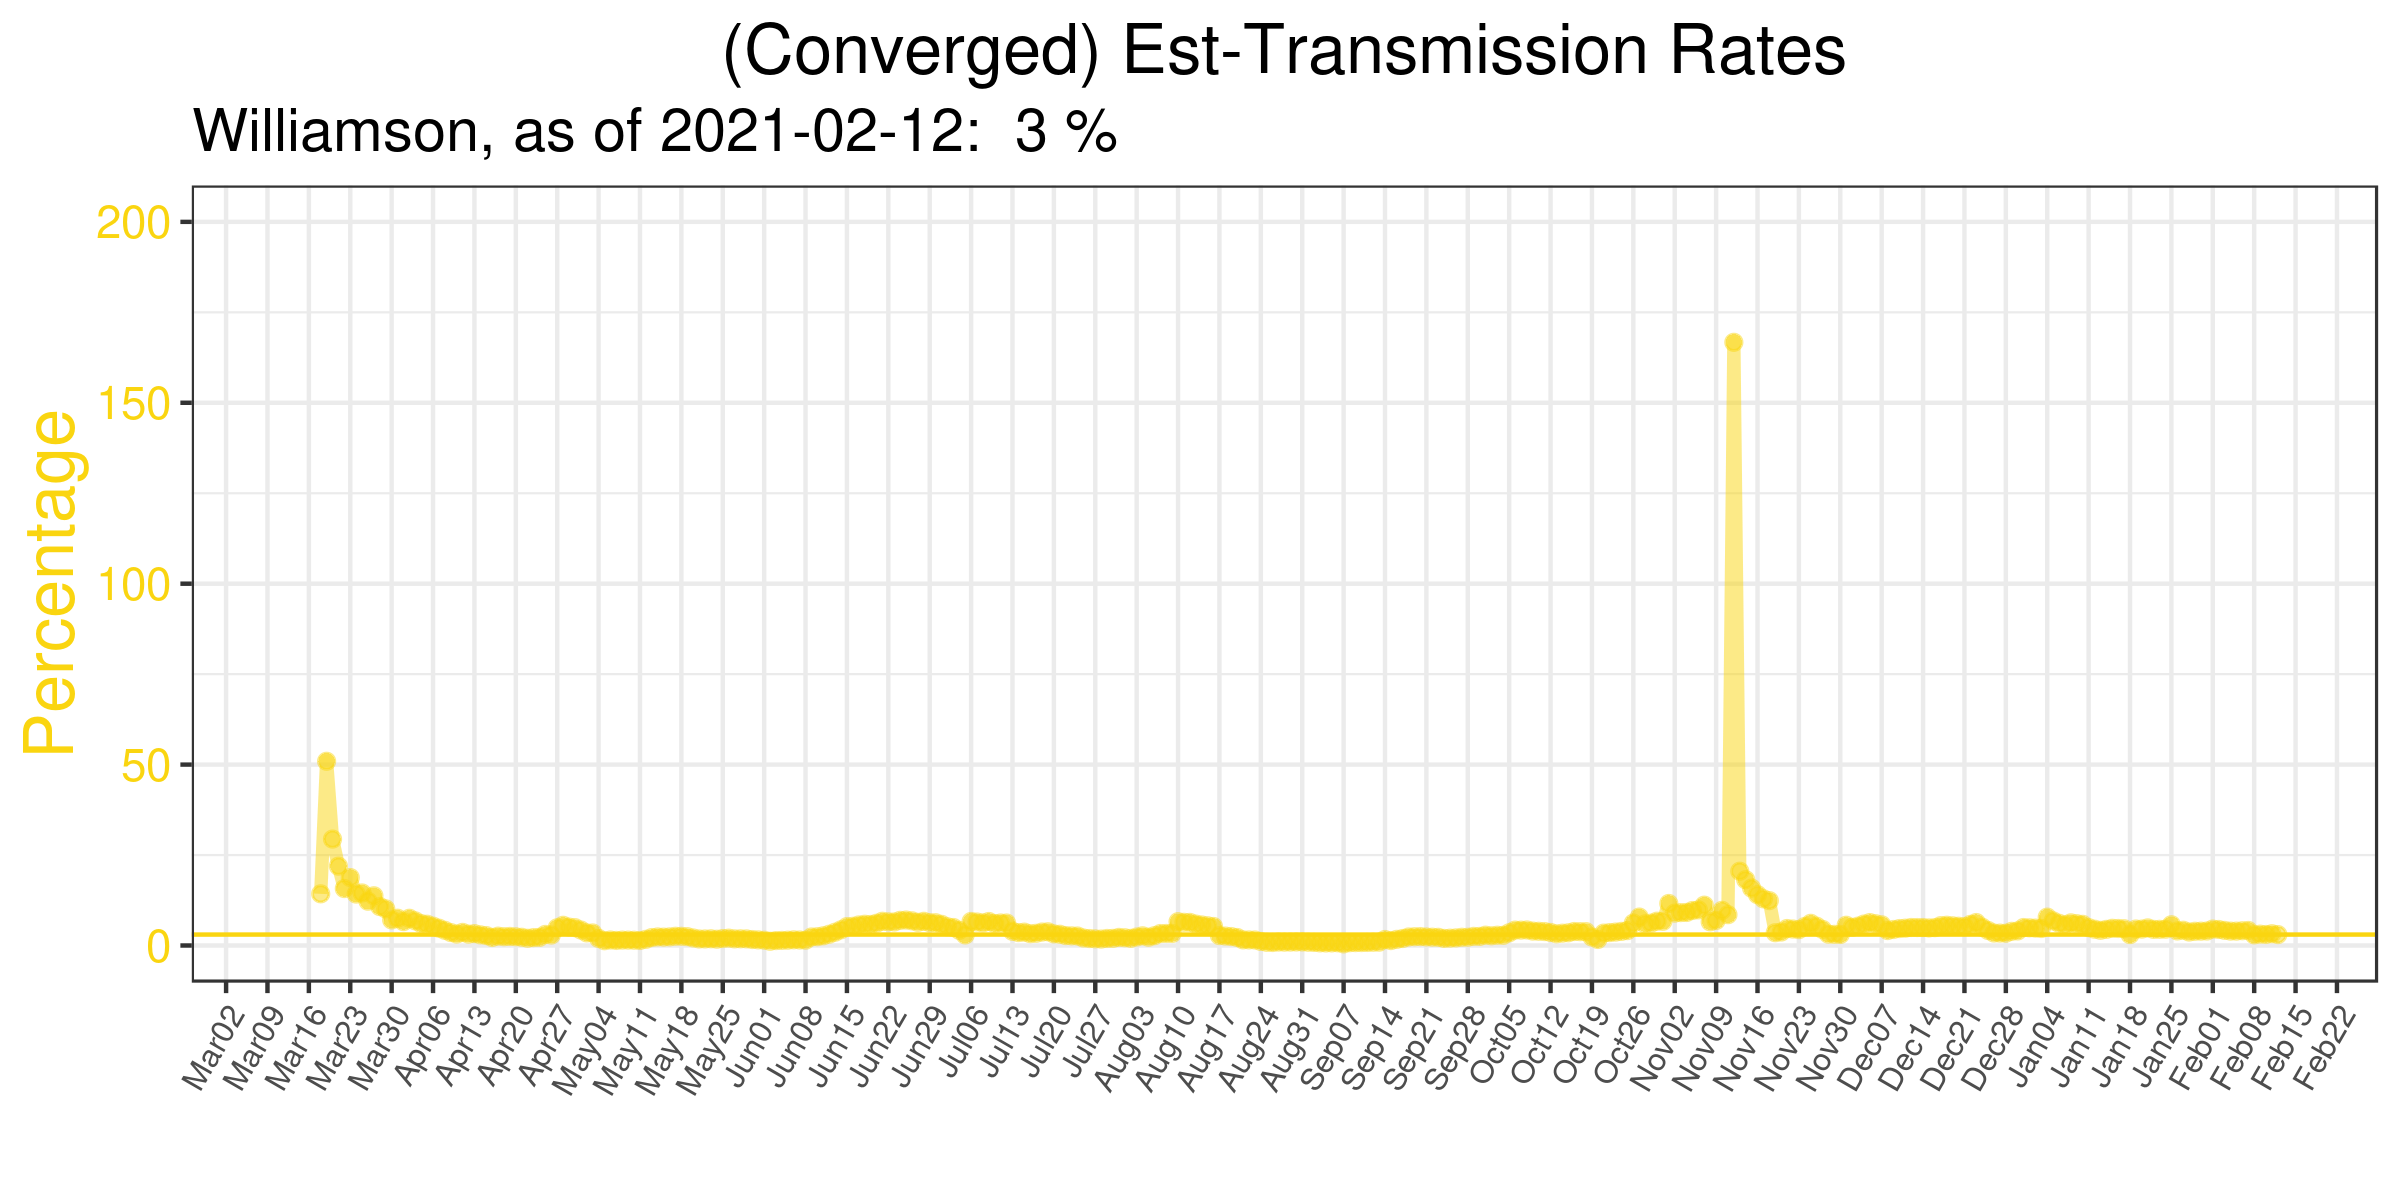 (Converged) Est-Transmission Rates
Williamson, as of 2021-02-12:  3 %
Percentage
200
150
100
50
0
Mar02 Mar09 Mar16 Mar23 Mar30 Apr06 Apr13 Apr20 Apr27 May04 May11 May18 May25 Jun01 Jun08 Jun15 Jun22 Jun29 Jul06 Jul13 Jul20 Jul27 Aug03 Aug10 Aug17 Aug24 Aug31 Sep07 Sep14 Sep21 Sep28 Oct05 Oct12 Oct19 Oct26 Nov02 Nov09 Nov16 Nov23 Nov30 Dec07 Dec14 Dec21 Dec28 Jan04 Jan11 Jan18 Jan25 Feb01 Feb08 Feb15 Feb22